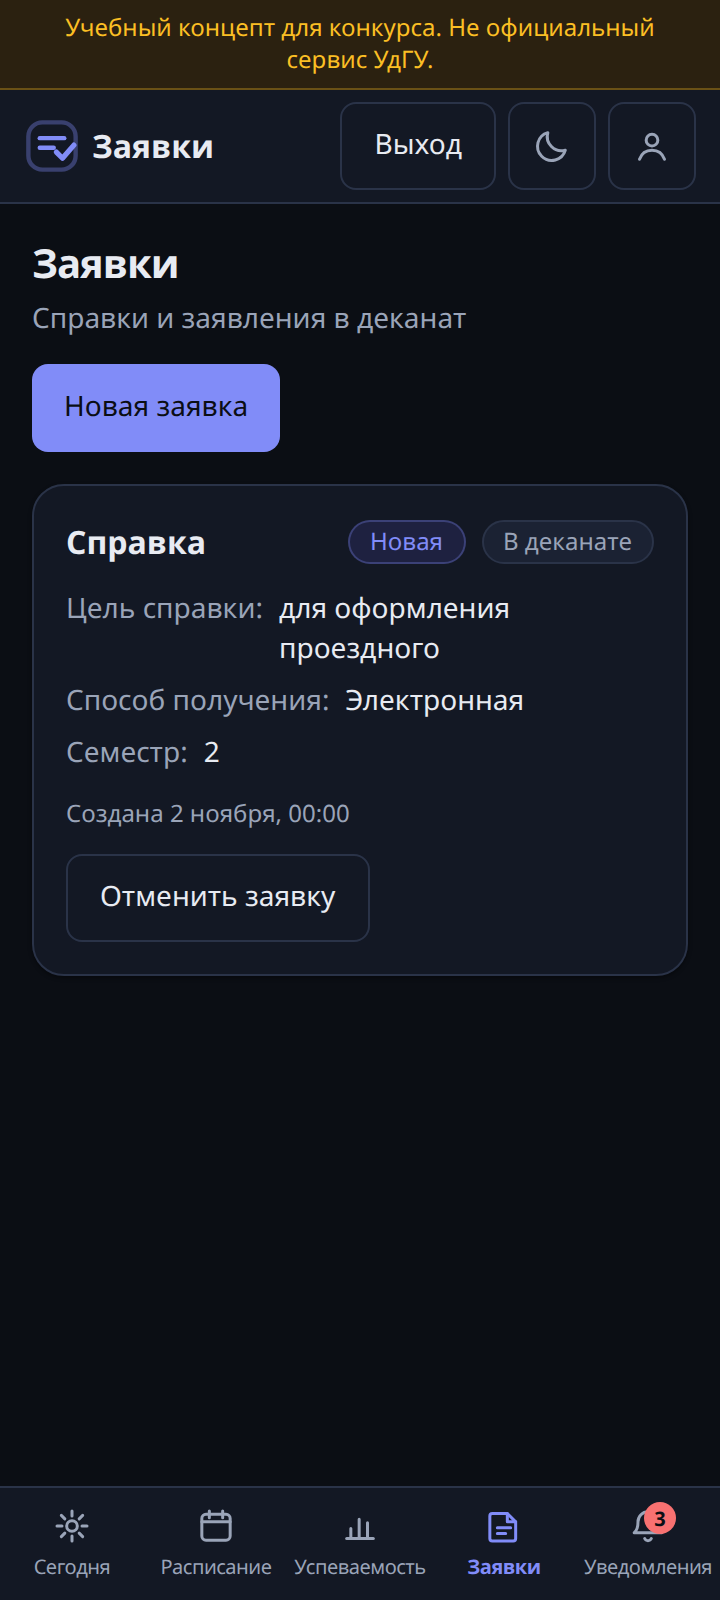 Учебный концепт для конкурса. Не официальный
сервис УдГУ.
Заявки
Выход
Заявки
Справки и заявления в деканат
Новая заявка
Справка
Новая
В деканате
Цель справки: для оформления
проездного
Способ получения: Электронная
Семестр: 2
Создана 2 ноября, 00:00
Отменить заявку
3
Сегодня
Расписание
Успеваемость
Заявки
Уведомления